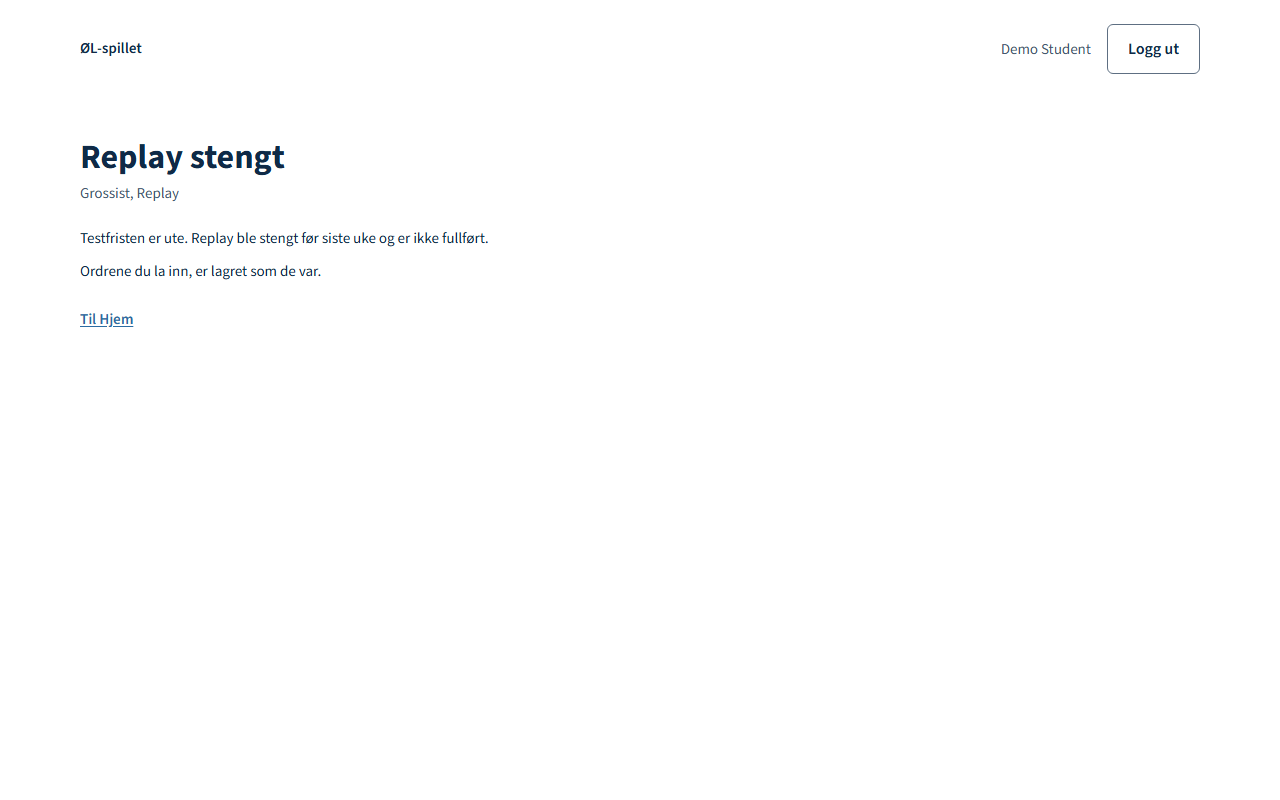 ØL-spillet
Demo Student
Logg ut
Replay stengt
Grossist, Replay
Testfristen er ute. Replay ble stengt før siste uke og er ikke fullført.
Ordrene du la inn, er lagret som de var.
Til Hjem